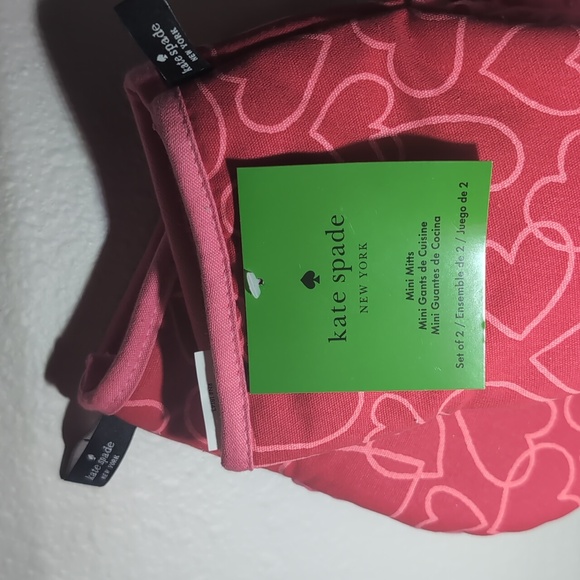 kate spade
NEW YORK
kate spade
NEW YORK
Mini Mitts
Mini Gants de Cuisine
Mini Guantes de Cocina
Set of 2 / Ensemble de 2 / Juego de 2
kate spade
NEW YORK